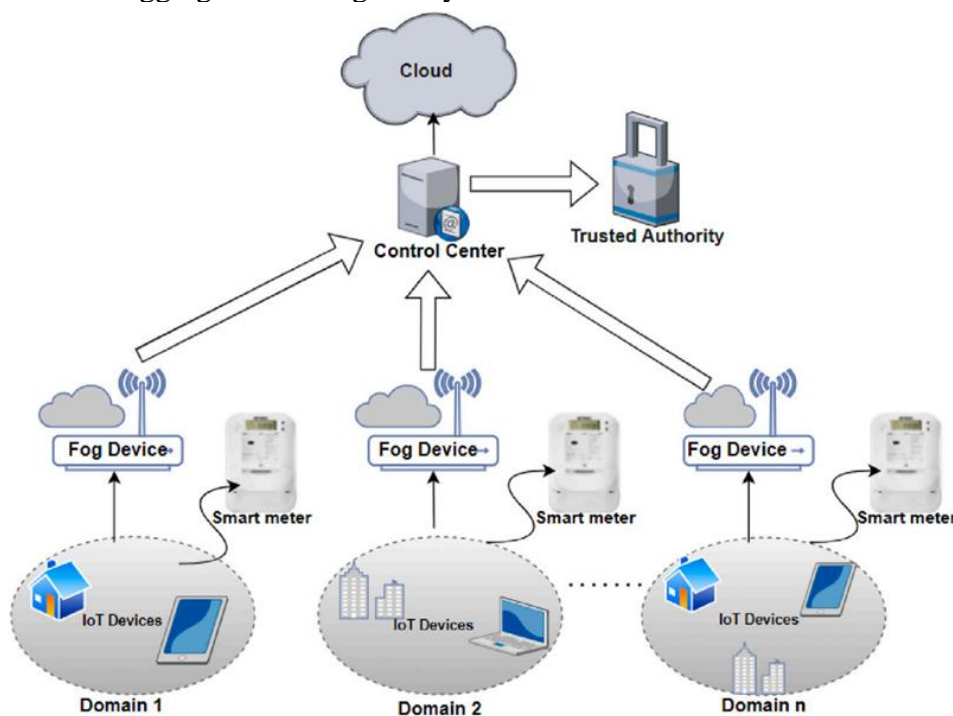 Cloud
Trusted Authority
Control Center
Fog Device
Fog Device
Fog Device
Smart meter
Smart meter
Smart meter
IoT Devices
IoT Devices
IoT Devices
Domain 1
Domain 2
Domain n